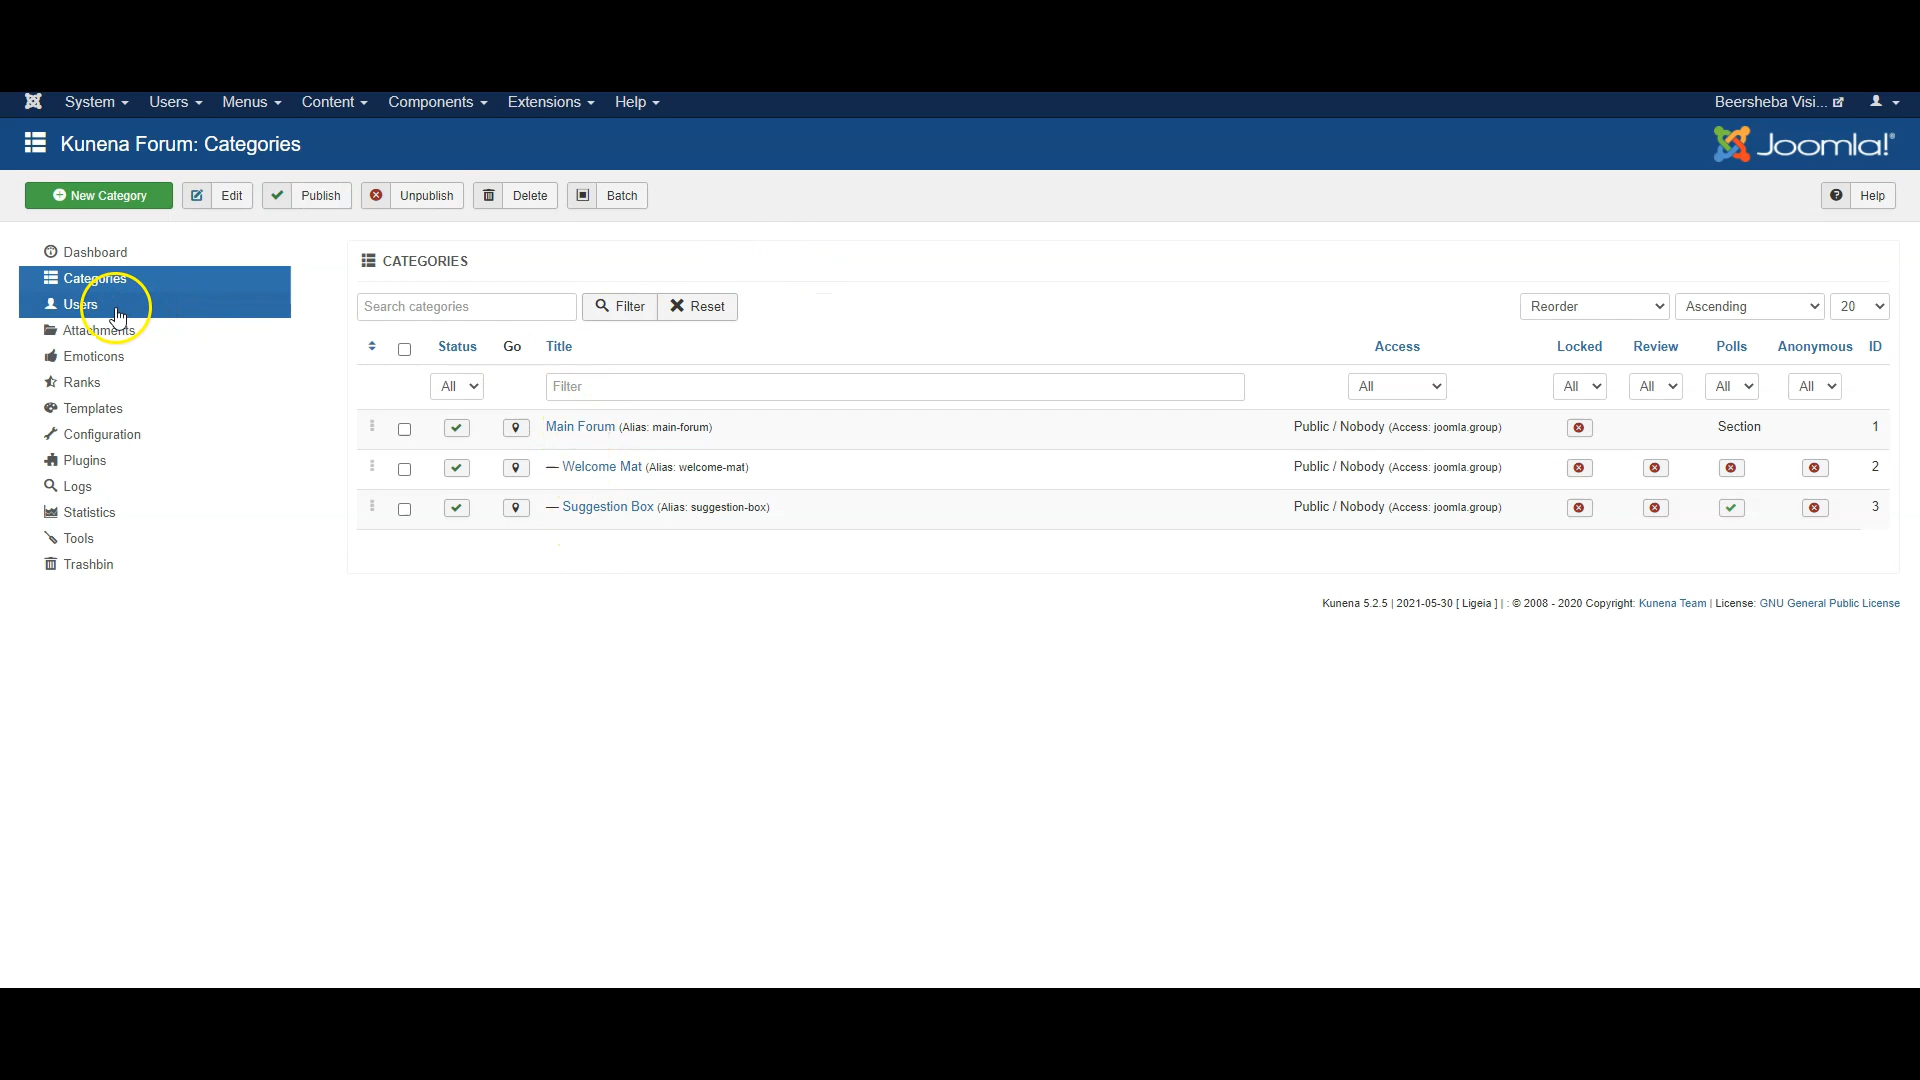 System Users Menus Content Components Extensions Help Beersheba Visi...
Kunena Forum: Categories Joomla!®
New Category Edit Publish Unpublish Delete Batch Help
Dashboard
Categories
Users
Attachments
Emoticons
Ranks
Templates
Configuration
Plugins
Logs
Statistics
Tools
Trashbin
CATEGORIES
Search categories Filter Reset Reorder Ascending 20
Status Go Title Access Locked Review Polls Anonymous ID
All Filter All All All All All
Main Forum (Alias: main-forum) Public / Nobody (Access: joomla.group) Section 1
— Welcome Mat (Alias: welcome-mat) Public / Nobody (Access: joomla.group) 2
— Suggestion Box (Alias: suggestion-box) Public / Nobody (Access: joomla.group) 3
Kunena 5.2.5 | 2021-05-30 [ Ligeia ] | : © 2008 - 2020 Copyright: Kunena Team | License: GNU General Public License